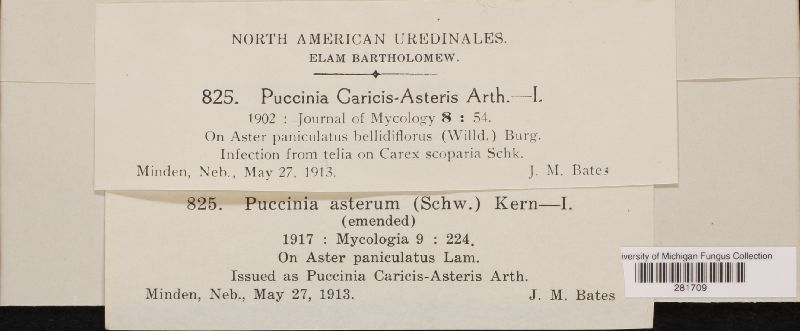 NORTH AMERICAN UREDINALES.
ELAM BARTHOLOMEW.
825. Puccinia Caricis-Asteris Arth.—I.
1902 : Journal of Mycology 8 : 54.
On Aster paniculatus bellidiflorus (Willd.) Burg.
Infection from telia on Carex scoparia Schk.
Minden, Neb., May 27, 1913. J. M. Bates
825. Puccinia asterum (Schw.) Kern—I.
(emended)
1917 : Mycologia 9 : 224.
On Aster paniculatus Lam.
Issued as Puccinia Caricis-Asteris Arth.
Minden, Neb., May 27, 1913. J. M. Bates
iversity of Michigan Fungus Collection
281709